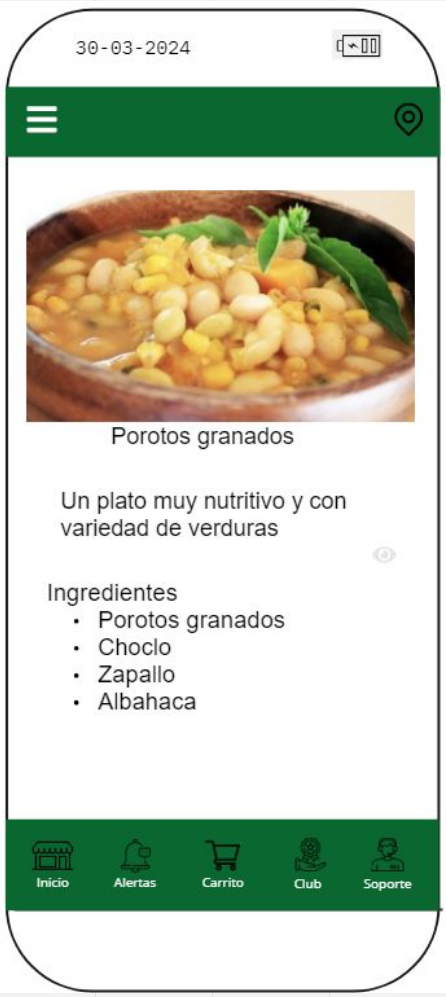 30-03-2024
Porotos granados
Un plato muy nutritivo y con
variedad de verduras
Ingredientes
• Porotos granados
• Choclo
• Zapallo
• Albahaca
Inicio
Alertas
Carrito
Club
Soporte